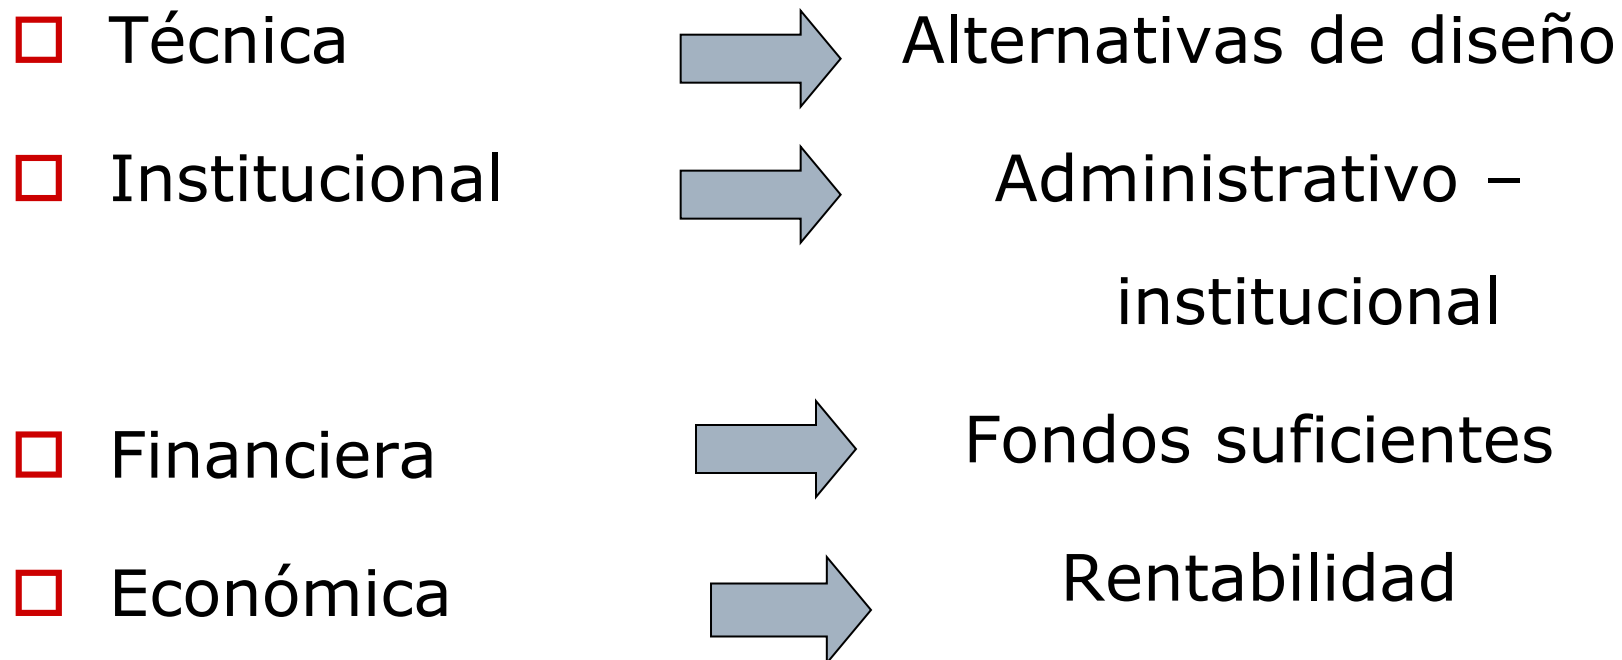 Técnica Alternativas de diseño
Institucional Administrativo –
institucional
Financiera Fondos suficientes
Económica Rentabilidad